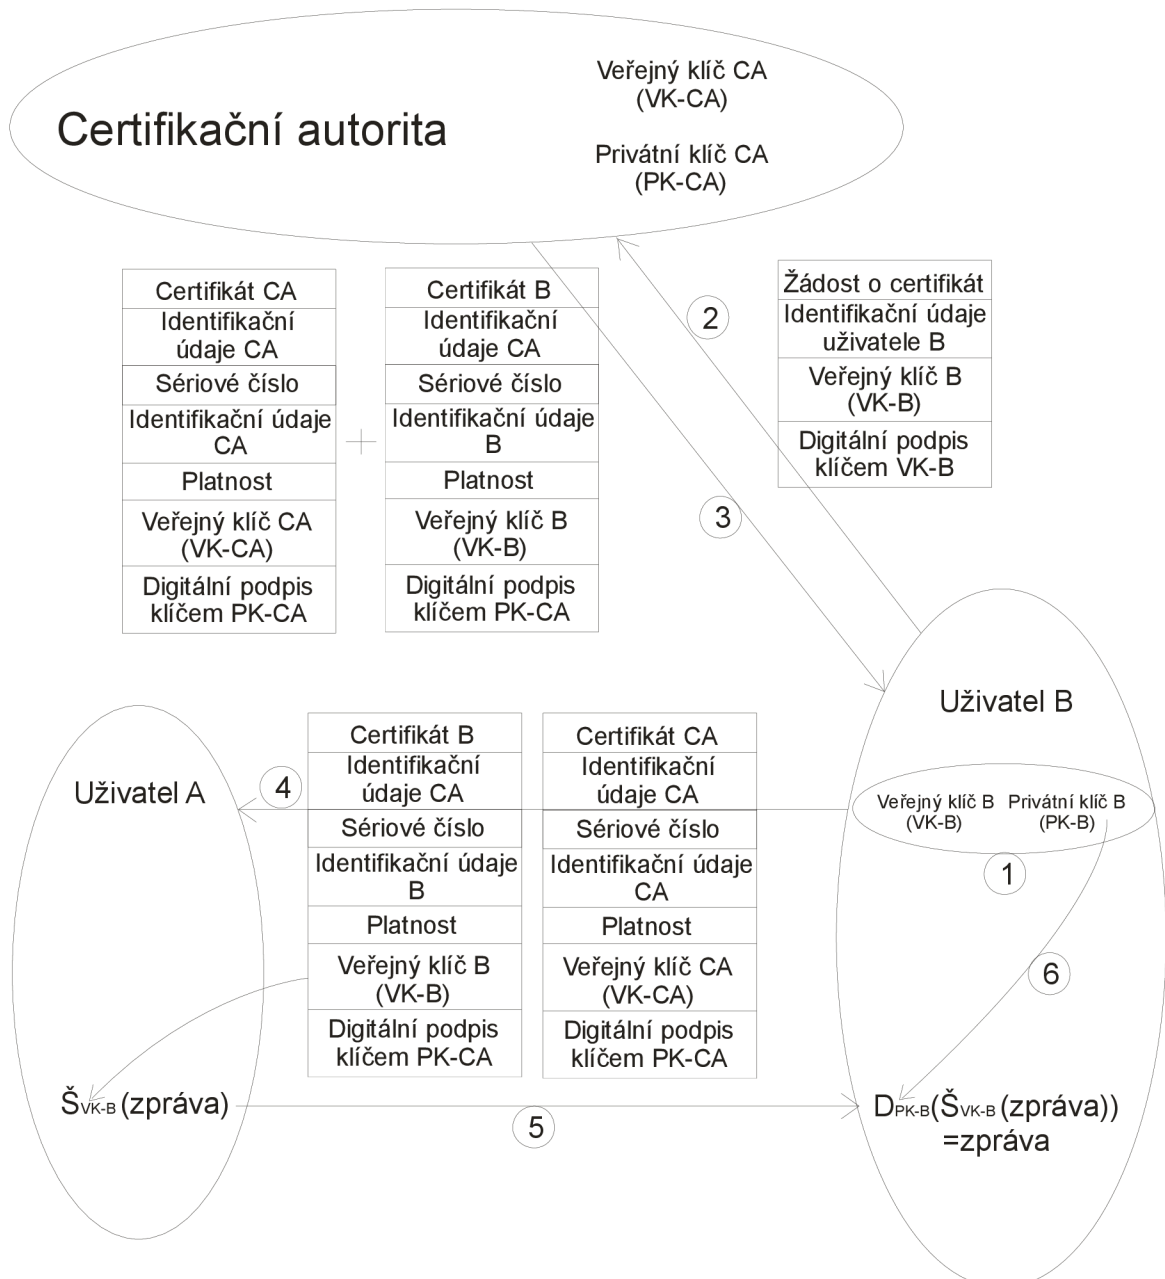 Certifikační autorita
Veřejný klíč CA
(VK-CA)
Privátní klíč CA
(PK-CA)
Certifikát CA
Identifikační
údaje CA
Sériové číslo
Identifikační údaje
CA
Platnost
Veřejný klíč CA
(VK-CA)
Digitální podpis
klíčem PK-CA
+
Certifikát B
Identifikační
údaje CA
Sériové číslo
Identifikační údaje
B
Platnost
Veřejný klíč B
(VK-B)
Digitální podpis
klíčem PK-CA
2
3
Žádost o certifikát
Identifikační údaje
uživatele B
Veřejný klíč B
(VK-B)
Digitální podpis
klíčem VK-B
Uživatel A
4
Certifikát B
Identifikační
údaje CA
Sériové číslo
Identifikační údaje
B
Platnost
Veřejný klíč B
(VK-B)
Digitální podpis
klíčem PK-CA
Certifikát CA
Identifikační
údaje CA
Sériové číslo
Identifikační údaje
CA
Platnost
Veřejný klíč CA
(VK-CA)
Digitální podpis
klíčem PK-CA
Uživatel B
Veřejný klíč B
(VK-B)
Privátní klíč B
(PK-B)
1
6
ŠVK-B (zpráva)
5
DPK-B(ŠVK-B (zpráva))
=zpráva